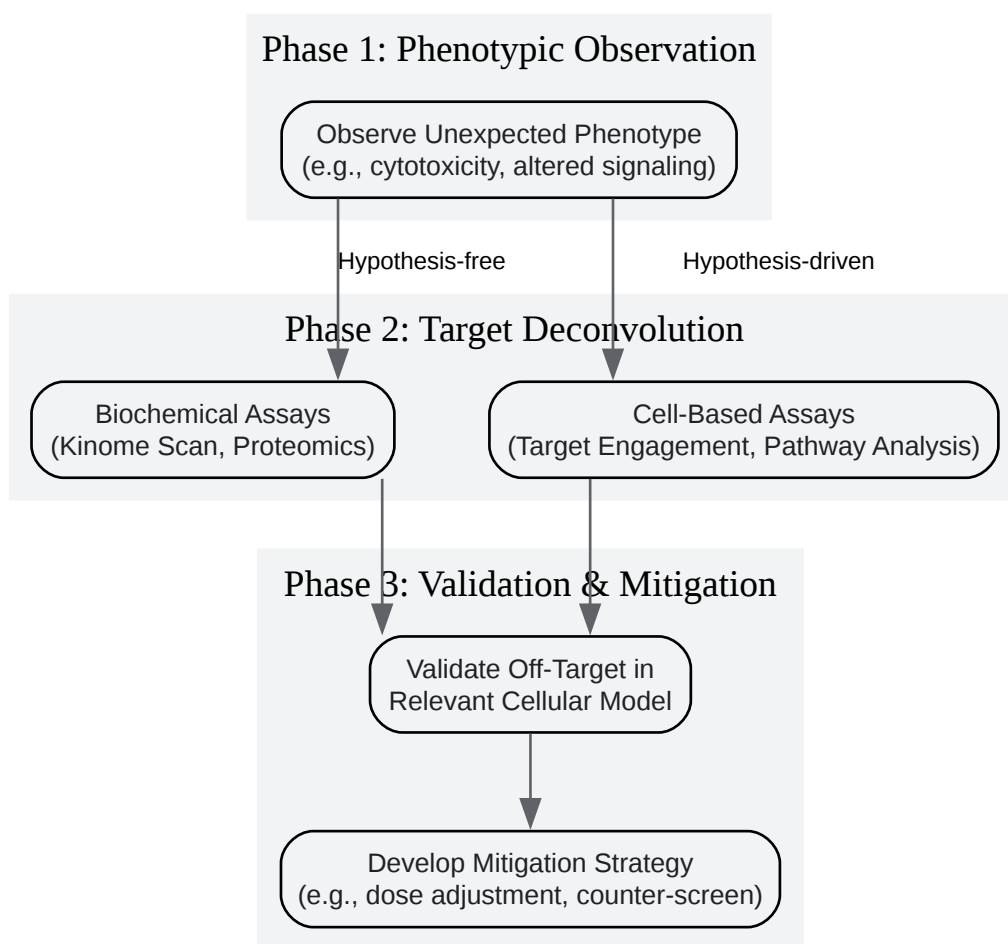 Phase 1: Phenotypic Observation
Observe Unexpected Phenotype
(e.g., cytotoxicity, altered signaling)
Hypothesis-free
Hypothesis-driven
Phase 2: Target Deconvolution
Biochemical Assays
(Kinome Scan, Proteomics)
Cell-Based Assays
(Target Engagement, Pathway Analysis)
Phase 3: Validation & Mitigation
Validate Off-Target in
Relevant Cellular Model
Develop Mitigation Strategy
(e.g., dose adjustment, counter-screen)